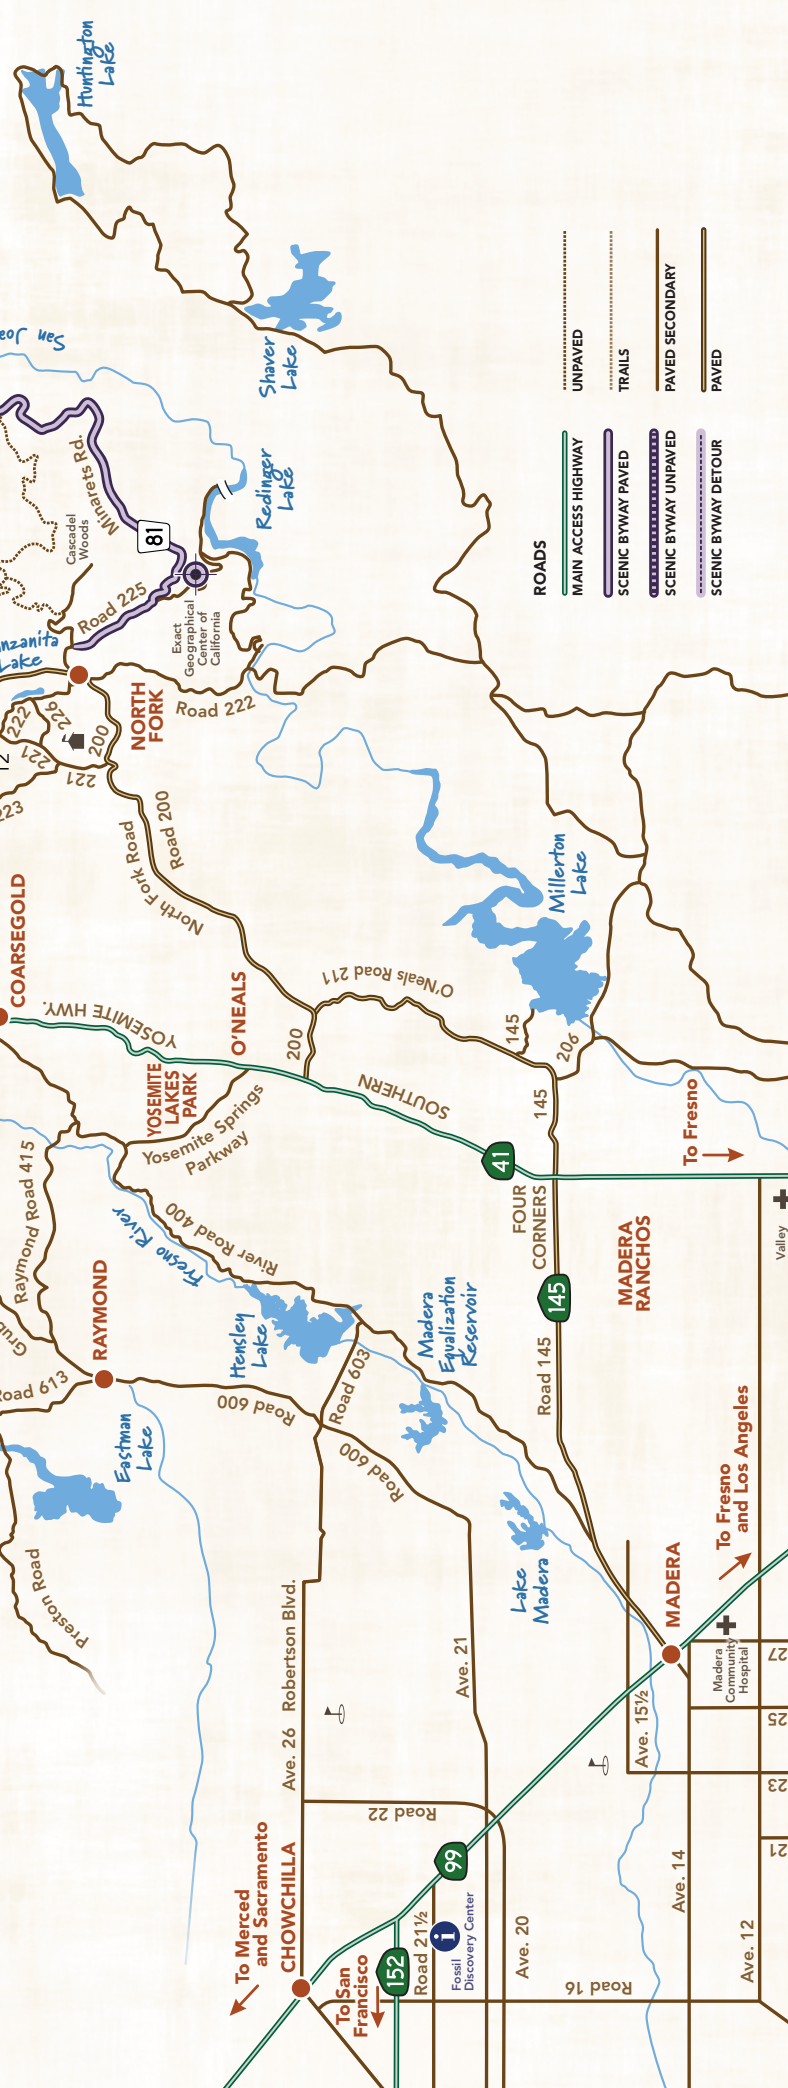 Huntington
Lake
San Joa
Shaver
Lake
Redinger
Lake
Minarets Rd.
Cascadel
Woods
81
Road 225
Exact
Geographical
Center of
California
nzanita
Lake
NORTH
FORK
Road 222
222
226
221
221
200
12
223
North Fork Road
Road 200
COARSEGOLD
YOSEMITE HWY.
O'NEALS
200
O'Neals Road 211
YOSEMITE
LAKES
PARK
Yosemite Springs
Parkway
SOUTHERN
41
145
206
145
Millerton
Lake
To Fresno
FOUR
CORNERS
145
MADERA
RANCHOS
Valley
Raymond Road 415
River Road 400
Fresno River
RAYMOND
Grub
Road 613
Hensley
Lake
Madera
Equalization
Reservoir
Road 603
Road 600
Road 600
Road 145
Eastman
Lake
Preston Road
Lake
Madera
To Fresno
and Los Angeles
MADERA
Madera
Community
Hospital
27
25
23
21
Ave. 26
Robertson Blvd.
Ave. 21
Ave. 15½
Road 22
99
Ave. 14
Ave. 12
Ave. 20
Road 21½
Fossil
Discovery Center
i
152
Road 16
CHOWCHILLA
To Merced
and Sacramento
To San
Francisco
ROADS
MAIN ACCESS HIGHWAY
SCENIC BYWAY PAVED
SCENIC BYWAY UNPAVED
SCENIC BYWAY DETOUR
UNPAVED
TRAILS
PAVED SECONDARY
PAVED